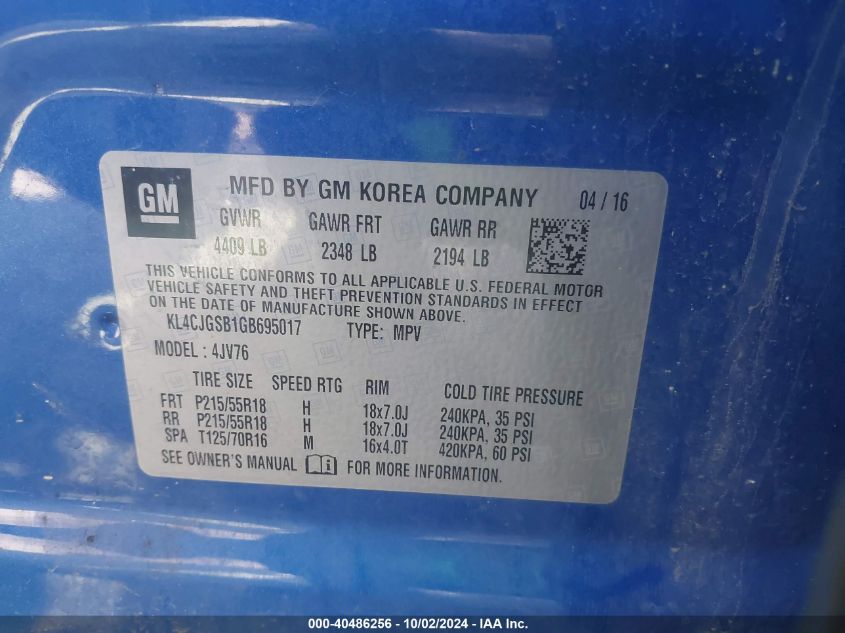 GM MFD BY GM KOREA COMPANY 04 / 16
GVWR GAWR FRT GAWR RR
4409 LB 2348 LB 2194 LB
THIS VEHICLE CONFORMS TO ALL APPLICABLE U.S. FEDERAL MOTOR
VEHICLE SAFETY AND THEFT PREVENTION STANDARDS IN EFFECT
ON THE DATE OF MANUFACTURE SHOWN ABOVE.
KL4CJGSB1GB695017 TYPE: MPV
MODEL : 4JV76
TIRE SIZE SPEED RTG RIM COLD TIRE PRESSURE
FRT P215/55R18 H 18x7.0J 240KPA, 35 PSI
RR P215/55R18 H 18x7.0J 240KPA, 35 PSI
SPA T125/70R16 M 16x4.0T 420KPA, 60 PSI
SEE OWNER'S MANUAL FOR MORE INFORMATION.
000-40486256 - 10/02/2024 - IAA Inc.